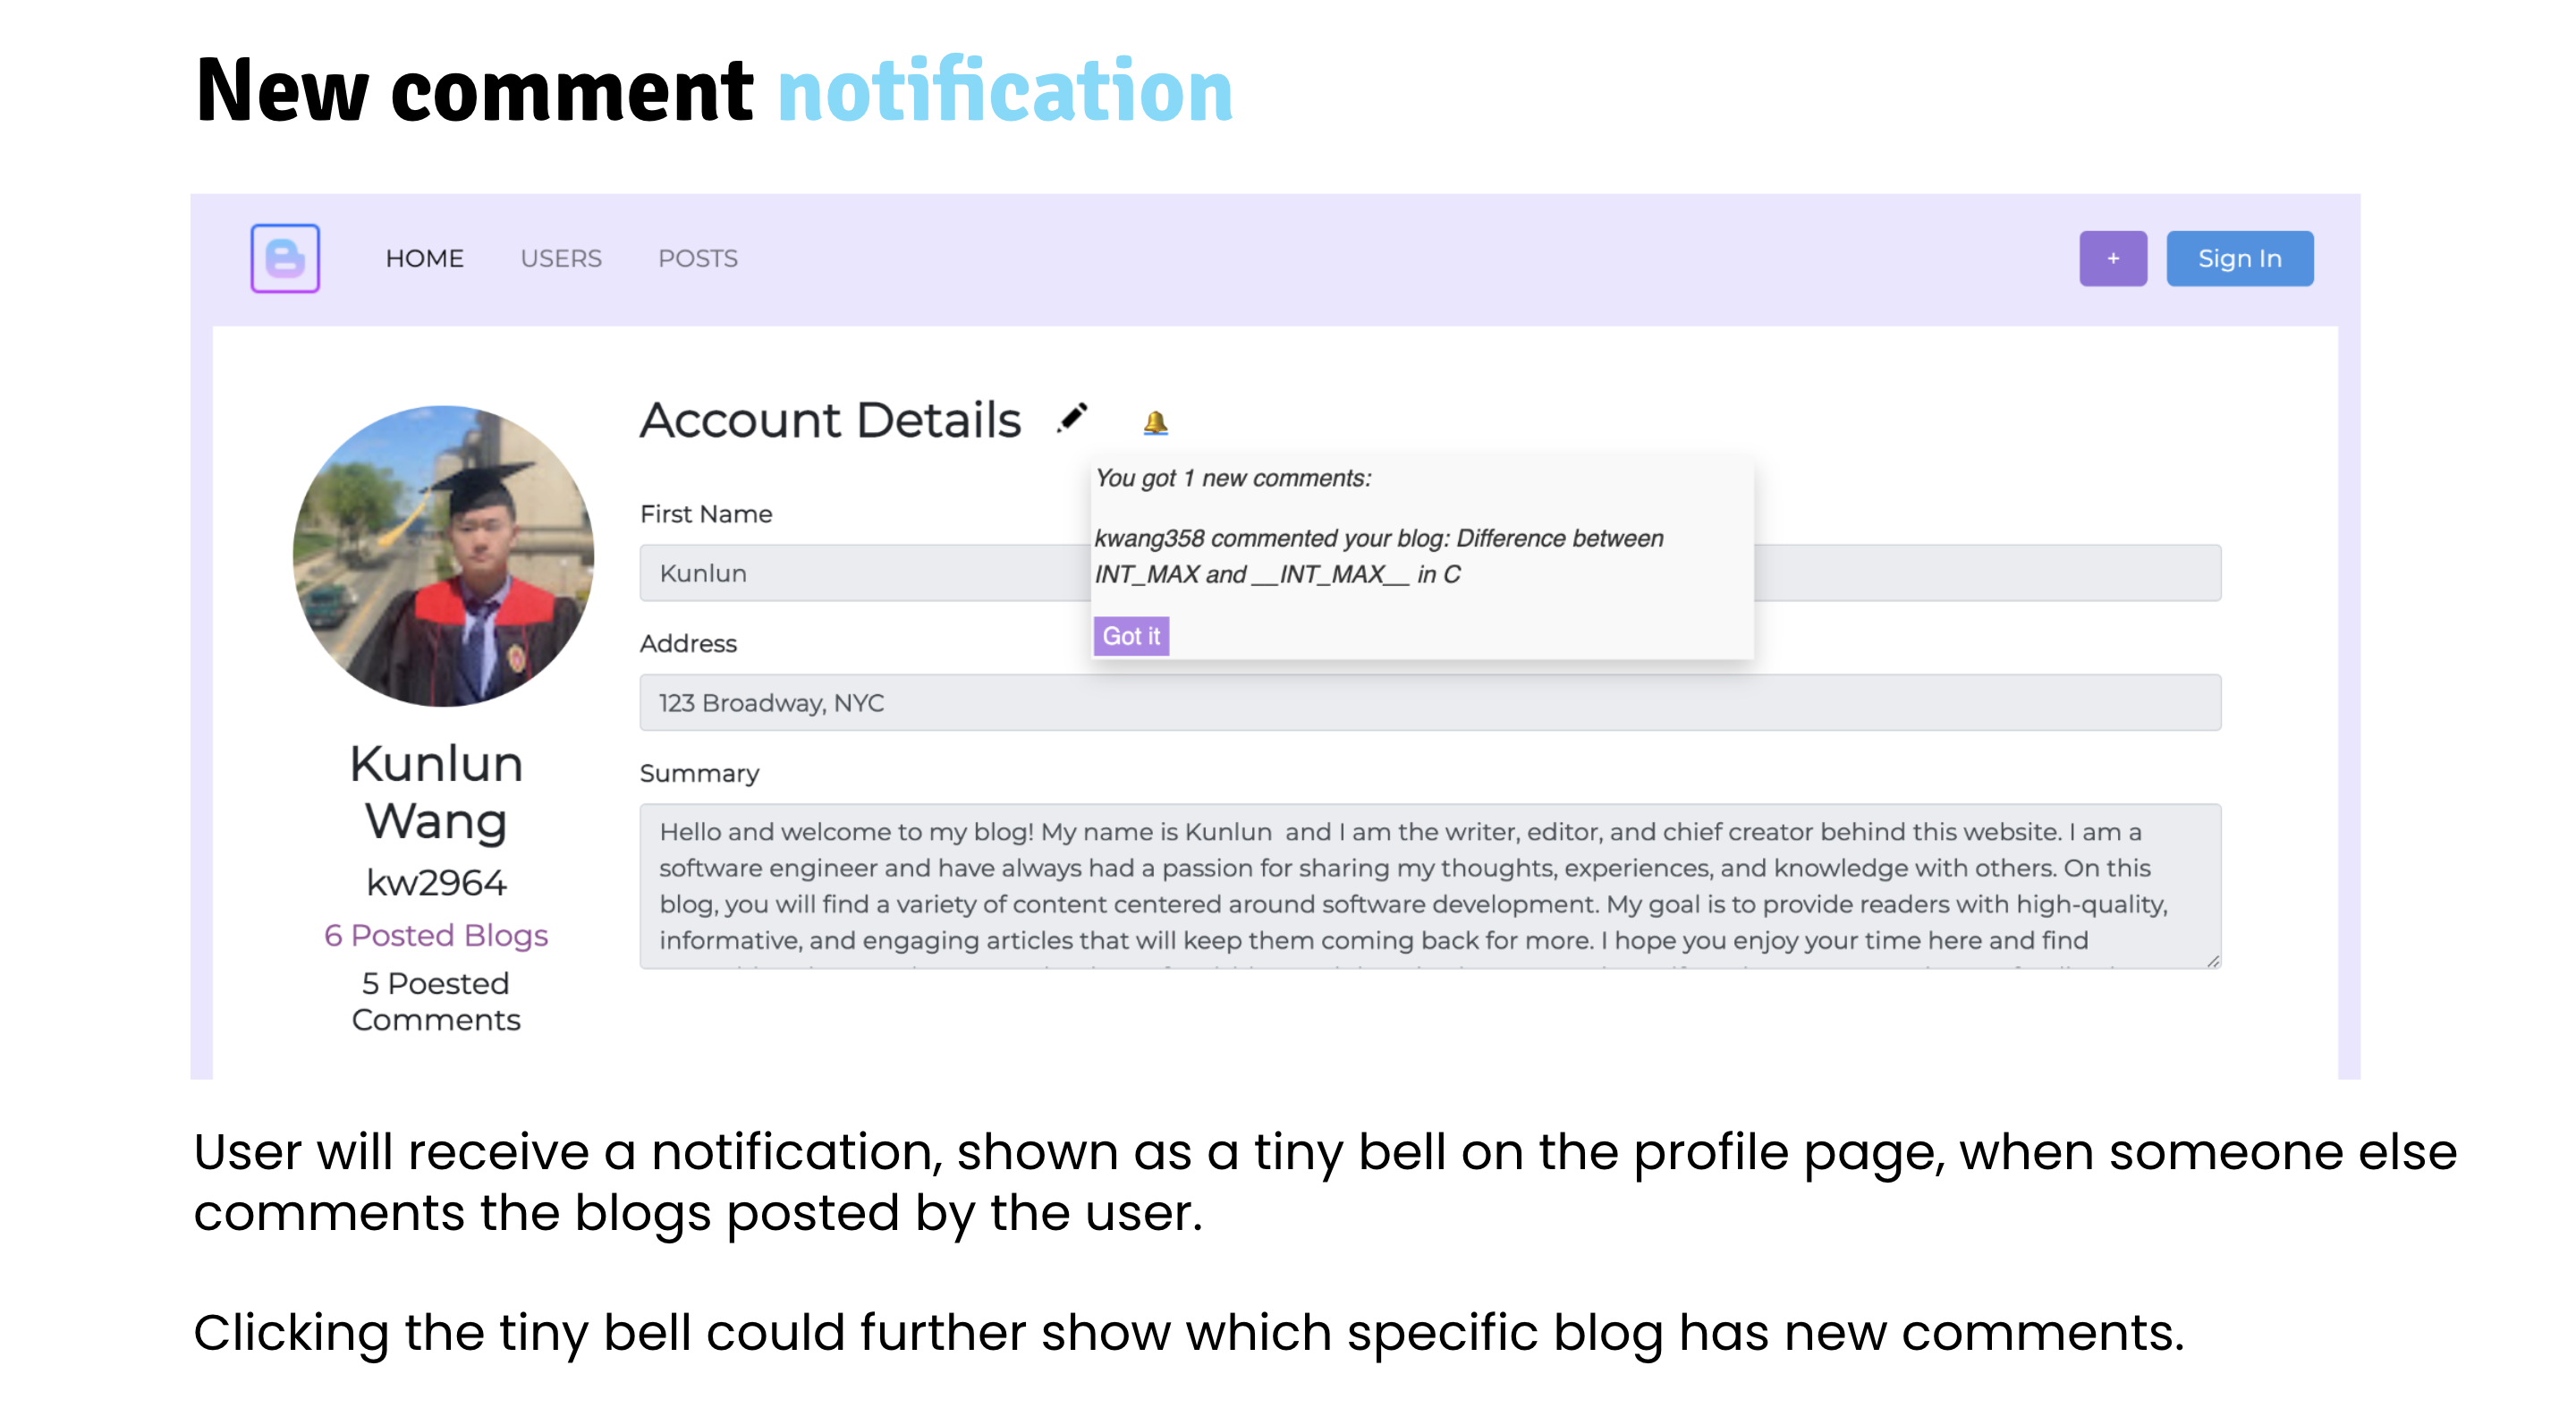 New comment notification
HOME USERS POSTS + Sign In
Account Details
You got 1 new comments:
kwang358 commented your blog: Difference between
INT_MAX and __INT_MAX__ in C
Got it
First Name
Kunlun
Address
123 Broadway, NYC
Summary
Hello and welcome to my blog! My name is Kunlun  and I am the writer, editor, and chief creator behind this website. I am a
software engineer and have always had a passion for sharing my thoughts, experiences, and knowledge with others. On this
blog, you will find a variety of content centered around software development. My goal is to provide readers with high-quality,
informative, and engaging articles that will keep them coming back for more. I hope you enjoy your time here and find
Kunlun
Wang
kw2964
6 Posted Blogs
5 Poested
Comments
User will receive a notification, shown as a tiny bell on the profile page, when someone else
comments the blogs posted by the user.
Clicking the tiny bell could further show which specific blog has new comments.